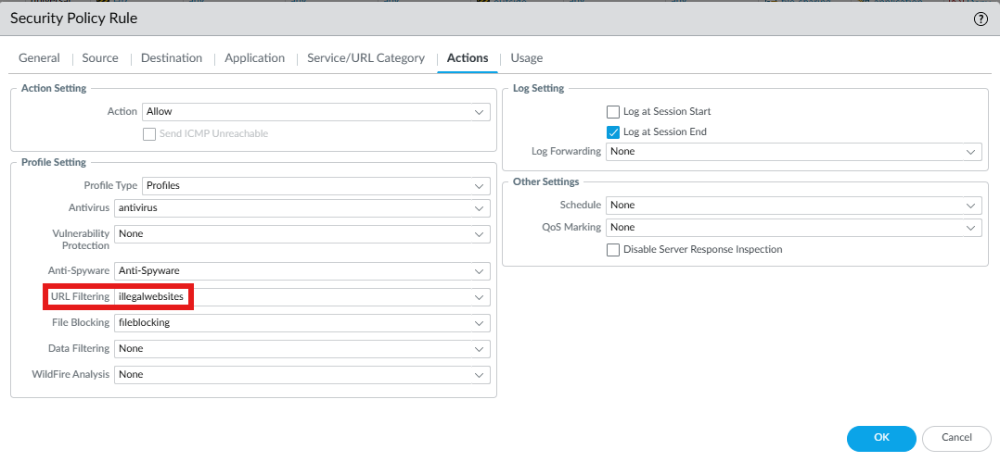 Security Policy Rule
General
Source
Destination
Application
Service/URL Category
Actions
Usage
Action Setting
Action Allow
Send ICMP Unreachable
Profile Setting
Profile Type Profiles
Antivirus antivirus
Vulnerability
Protection
None
Anti-Spyware Anti-Spyware
URL Filtering illegalwebsites
File Blocking fileblocking
Data Filtering None
WildFire Analysis None
Log Setting
Log at Session Start
Log at Session End
Log Forwarding None
Other Settings
Schedule None
QoS Marking None
Disable Server Response Inspection
OK
Cancel